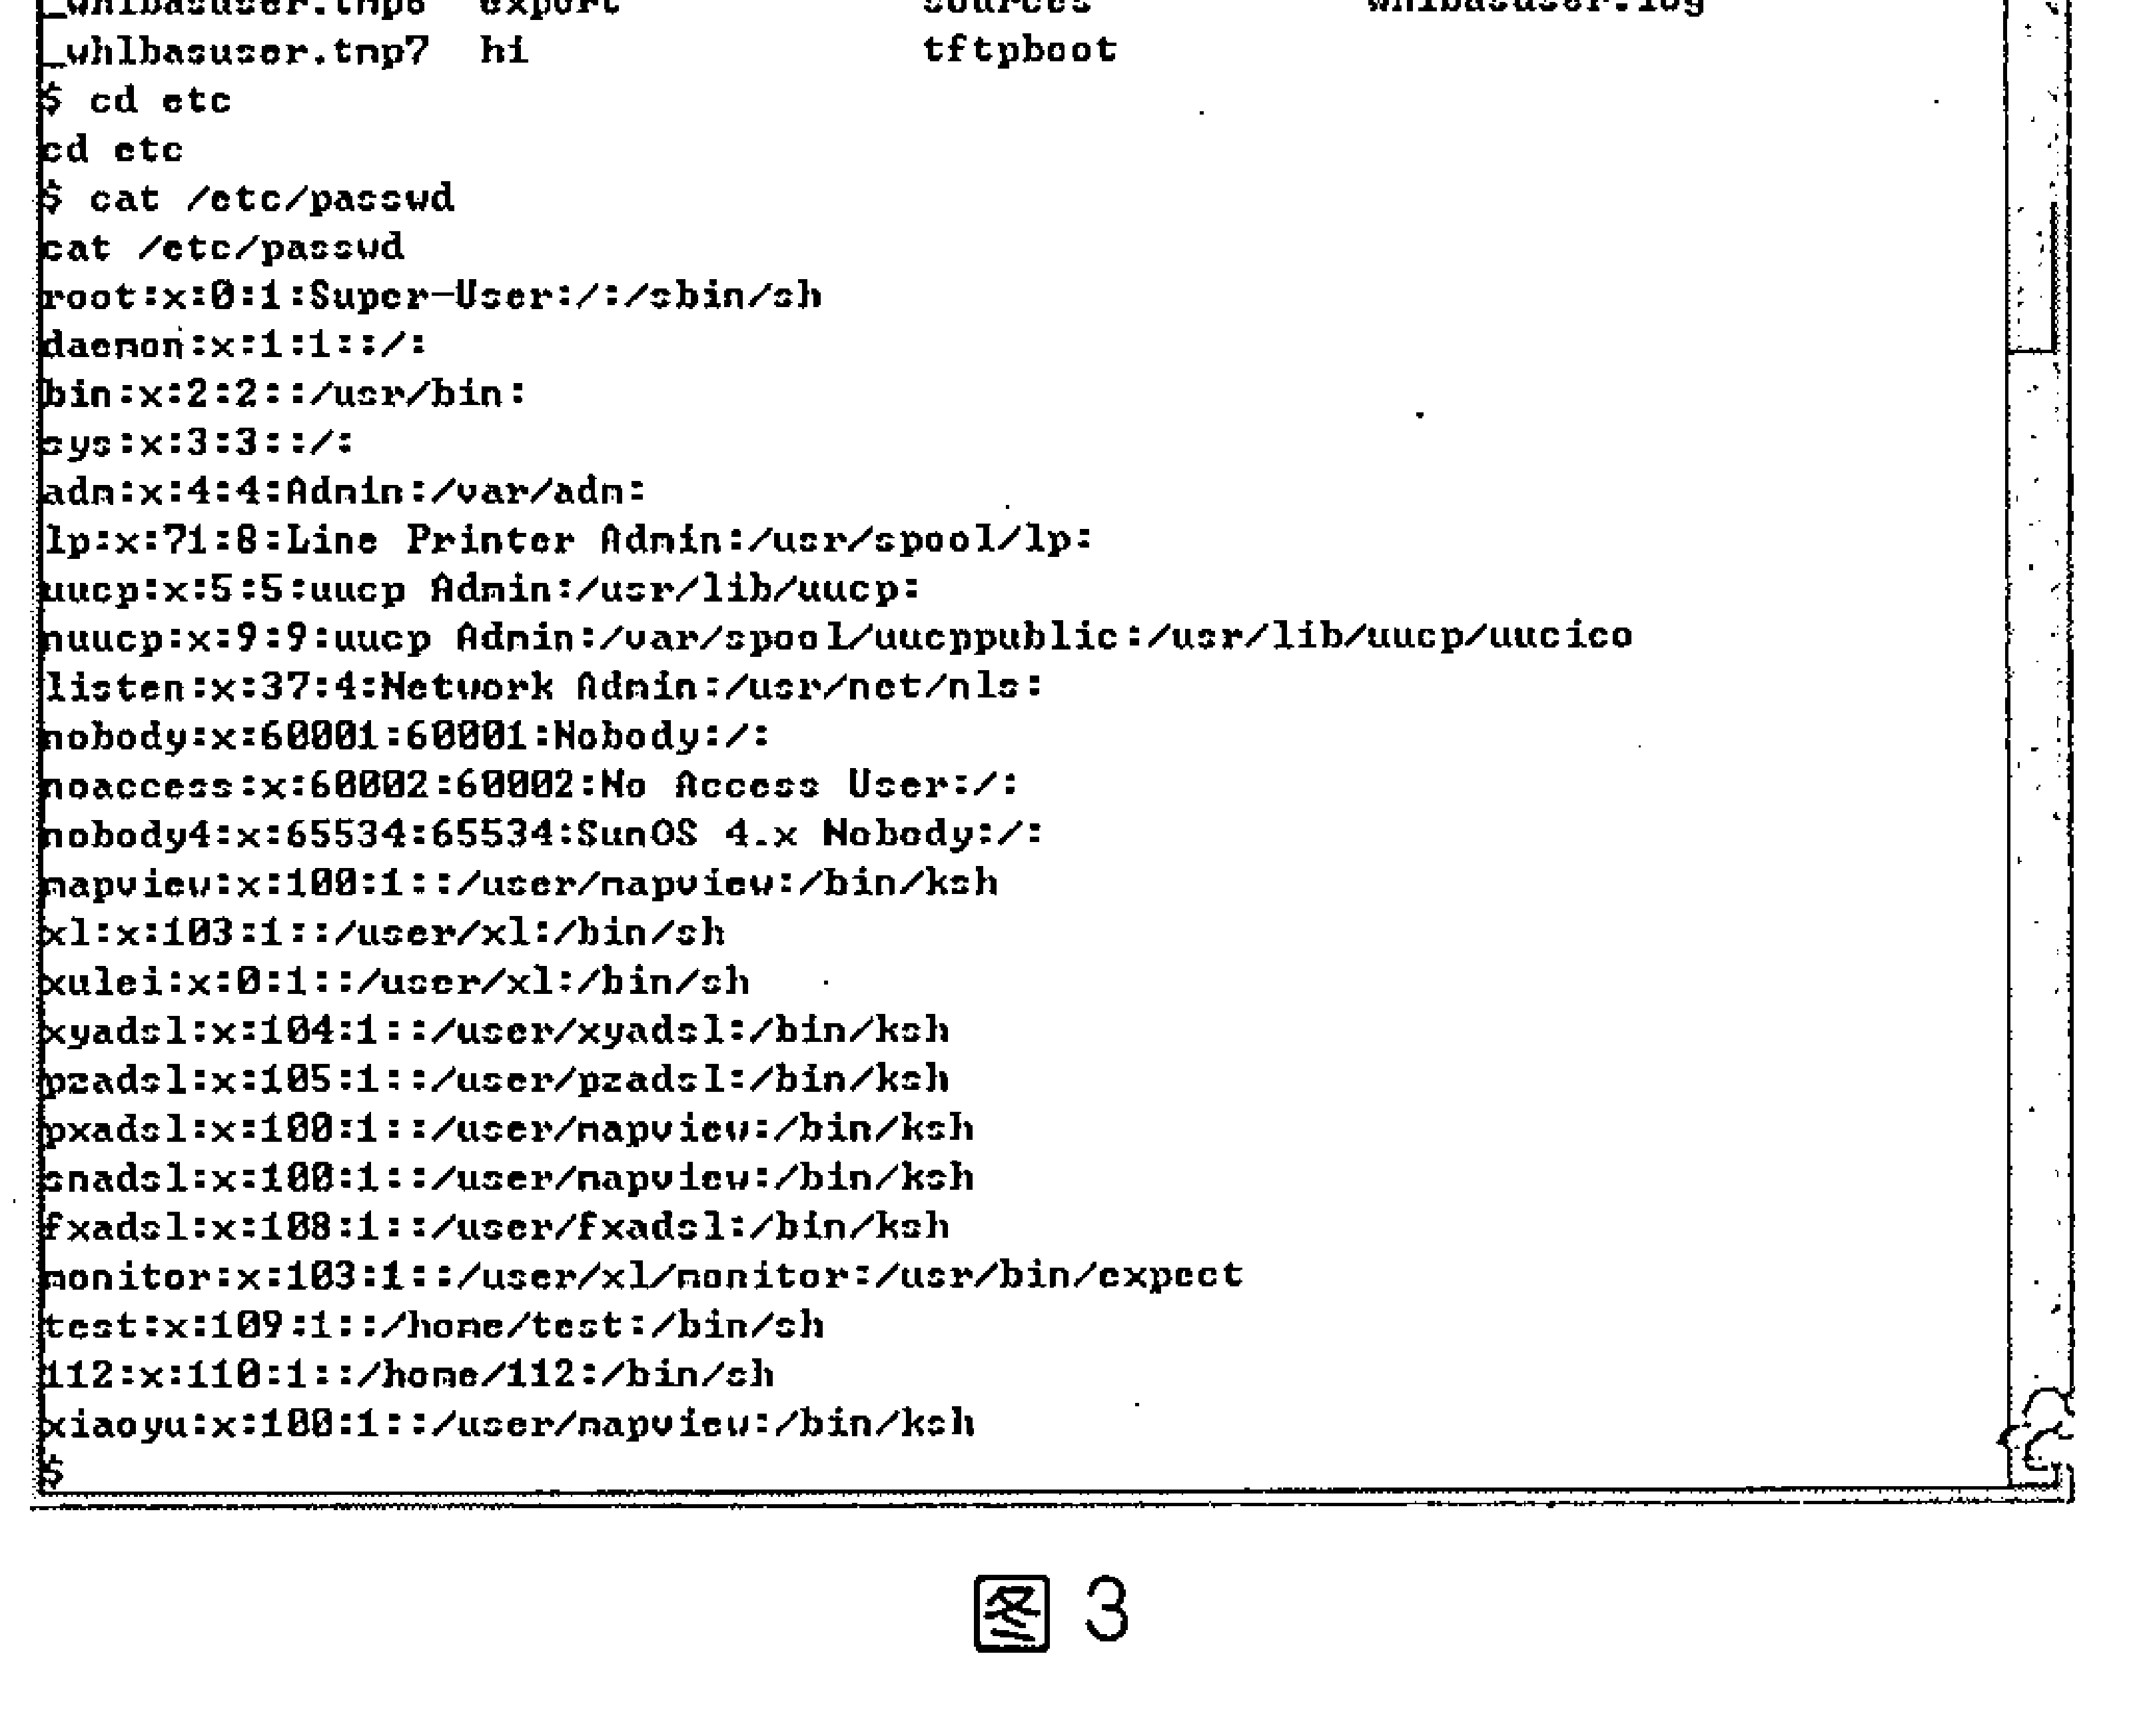 _whlbasuser.tmp6  export  sources  whlbasuser.log
_whlbasuser.tmp7  hi  tftpboot
$ cd etc
cd etc
$ cat /etc/passwd
cat /etc/passwd
root:x:0:1:Super-User:/:/sbin/sh
daemon:x:1:1::/:
bin:x:2:2::/usr/bin:
sys:x:3:3::/:
adm:x:4:4:Admin:/var/adm:
lp:x:71:8:Line Printer Admin:/usr/spool/lp:
uucp:x:5:5:uucp Admin:/usr/lib/uucp:
nuucp:x:9:9:uucp Admin:/var/spool/uucppublic:/usr/lib/uucp/uucico
listen:x:37:4:Network Admin:/usr/net/nls:
nobody:x:60001:60001:Nobody:/:
noaccess:x:60002:60002:No Access User:/:
nobody4:x:65534:65534:SunOS 4.x Nobody:/:
mapview:x:100:1::/user/mapview:/bin/ksh
xl:x:103:1::/user/xl:/bin/sh
xulei:x:0:1::/user/xl:/bin/sh
xyadsl:x:104:1::/user/xyadsl:/bin/ksh
pzadsl:x:105:1::/user/pzadsl:/bin/ksh
pxadsl:x:100:1::/user/mapview:/bin/ksh
snadsl:x:100:1::/user/mapview:/bin/ksh
fxadsl:x:108:1::/user/fxadsl:/bin/ksh
monitor:x:103:1::/user/xl/monitor:/usr/bin/expect
test:x:109:1::/home/test:/bin/sh
112:x:110:1::/home/112:/bin/sh
xiaoyu:x:100:1::/user/mapview:/bin/ksh
$
图 3